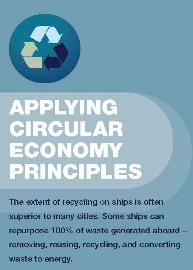 APPLYING
CIRCULAR
ECONOMY
PRINCIPLES
The extent of recycling on ships is often
superior to many cities. Some ships can
repurpose 100% of waste generated aboard –
removing, reusing, recycling, and converting
waste to energy.